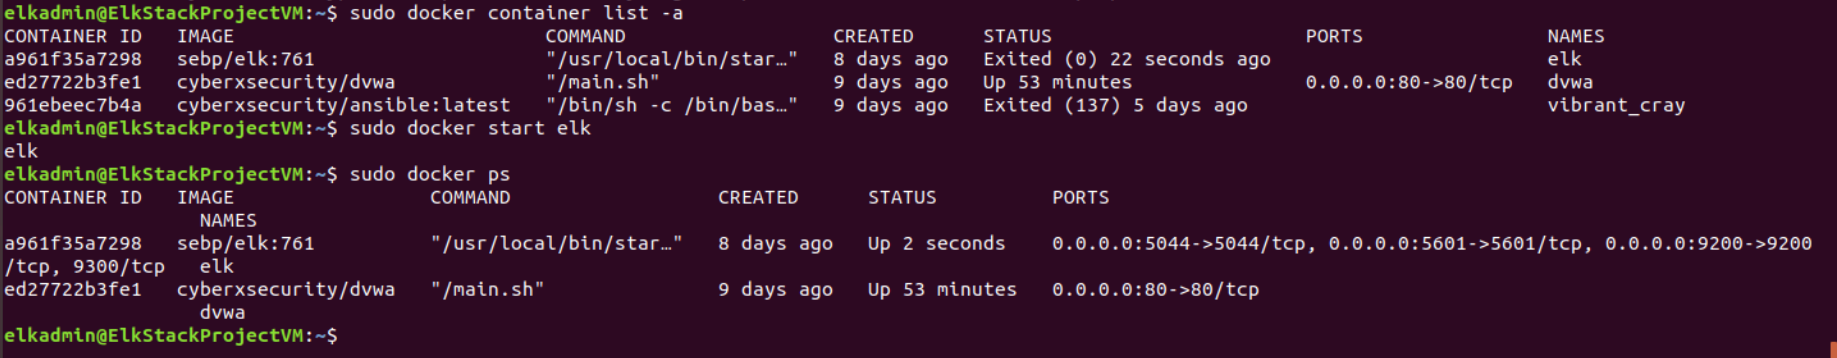 elkadmin@ElkStackProjectVM:~$ sudo docker container list -a
CONTAINER ID   IMAGE                          COMMAND                  CREATED      STATUS                      PORTS                NAMES
a961f35a7298   sebp/elk:761                   "/usr/local/bin/star…"   8 days ago   Exited (0) 22 seconds ago                        elk
ed27722b3fe1   cyberxsecurity/dvwa            "/main.sh"               9 days ago   Up 53 minutes               0.0.0.0:80->80/tcp   dvwa
961ebeec7b4a   cyberxsecurity/ansible:latest  "/bin/sh -c /bin/bas…"   9 days ago   Exited (137) 5 days ago                          vibrant_cray
elkadmin@ElkStackProjectVM:~$ sudo docker start elk
elk
elkadmin@ElkStackProjectVM:~$ sudo docker ps
CONTAINER ID   IMAGE                 COMMAND                  CREATED      STATUS          PORTS
                 NAMES
a961f35a7298   sebp/elk:761          "/usr/local/bin/star…"   8 days ago   Up 2 seconds    0.0.0.0:5044->5044/tcp, 0.0.0.0:5601->5601/tcp, 0.0.0.0:9200->9200
/tcp, 9300/tcp   elk
ed27722b3fe1   cyberxsecurity/dvwa   "/main.sh"               9 days ago   Up 53 minutes   0.0.0.0:80->80/tcp
                 dvwa
elkadmin@ElkStackProjectVM:~$